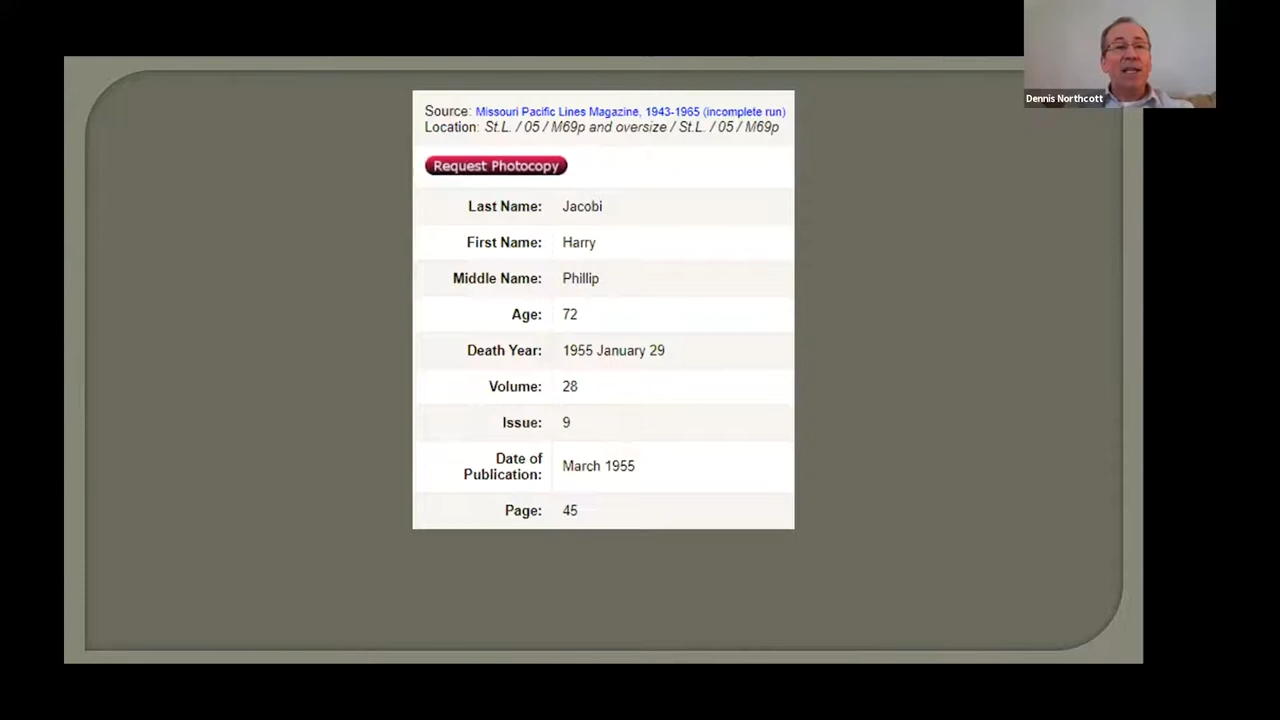 Dennis Northcott
Source: Missouri Pacific Lines Magazine, 1943-1965 (incomplete run)
Location: St.L. / 05 / M69p and oversize / St.L. / 05 / M69p
Request Photocopy
Last Name: Jacobi
First Name: Harry
Middle Name: Phillip
Age: 72
Death Year: 1955 January 29
Volume: 28
Issue: 9
Date of
Publication: March 1955
Page: 45